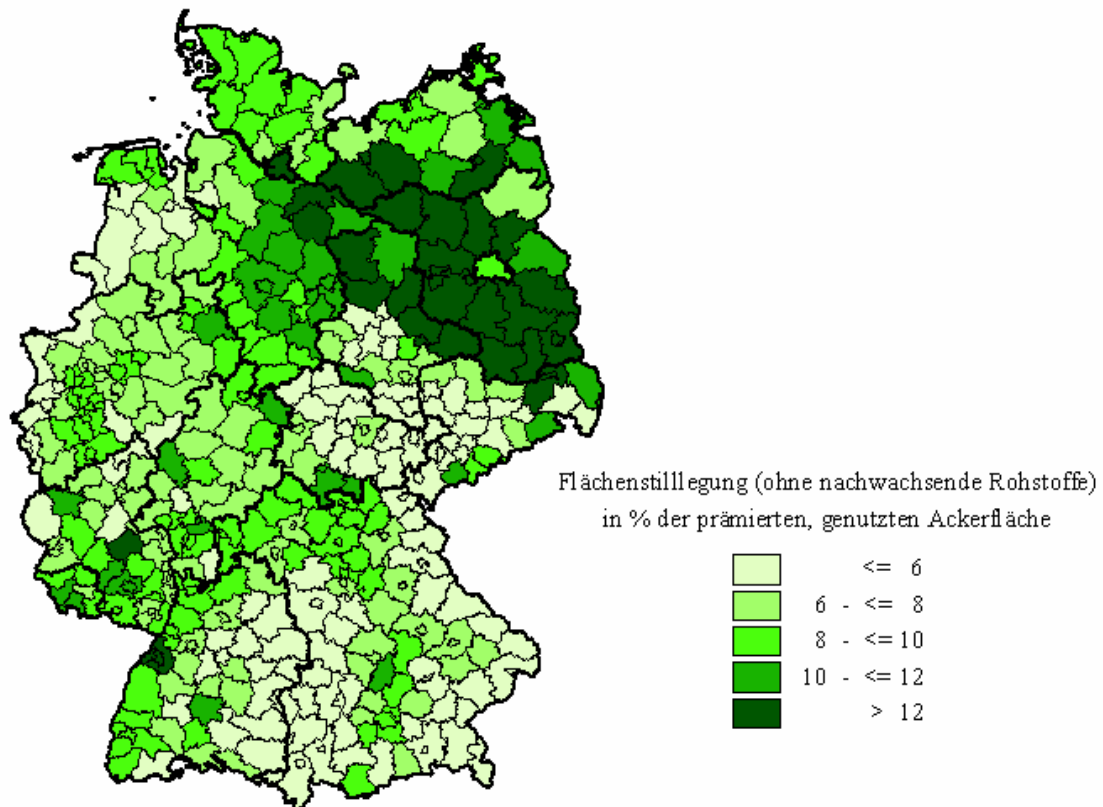 Flächenstilllegung (ohne nachwachsende Rohstoffe)
in % der prämierten, genutzten Ackerfläche
<= 6
6 - <= 8
8 - <= 10
10 - <= 12
> 12